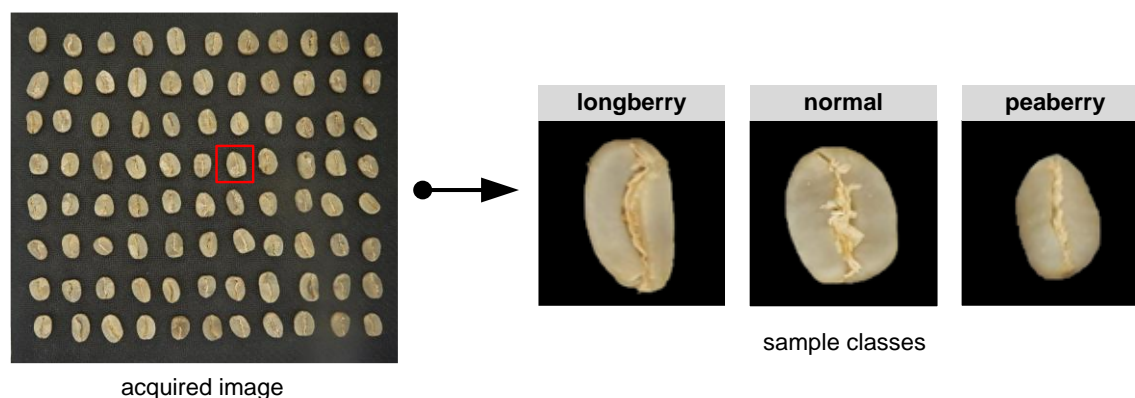 longberry
normal
peaberry
sample classes
acquired image